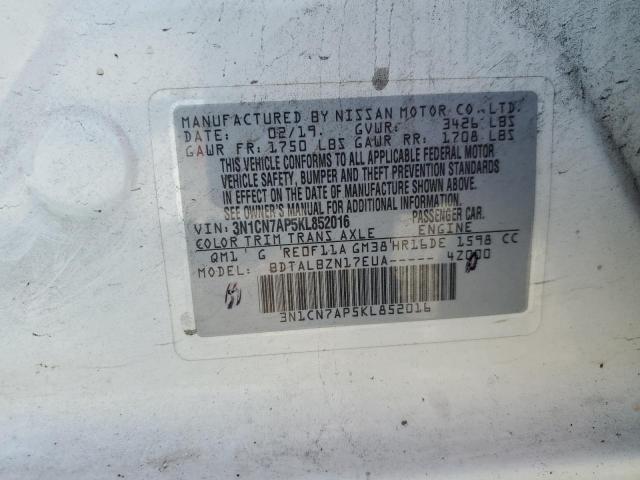 MANUFACTURED BY NISSAN MOTOR CO., LTD.
DATE: 02/19. GVWR: 3426 LBS
GAWR FR: 1750 LBS GAWR RR: 1708 LBS
THIS VEHICLE CONFORMS TO ALL APPLICABLE FEDERAL MOTOR
VEHICLE SAFETY, BUMPER AND THEFT PREVENTION STANDARDS
IN EFFECT ON THE DATE OF MANUFACTURE SHOWN ABOVE.
SEE OWNER'S MANUAL FOR ADDITIONAL INFORMATION.
VIN: 3N1CN7AP5KL852016 PASSENGER CAR.
COLOR TRIM TRANS AXLE ENGINE
QM1 G RE0F11A GM38 HR16DE 1598 CC
MODEL: BDTALBZN17EUA----- 42000
3N1CN7AP5KL852016